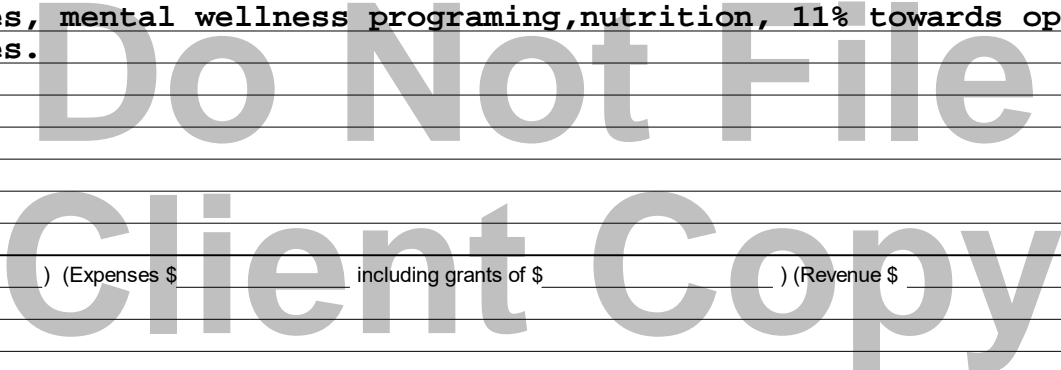 es, mental wellness programing,nutrition, 11% towards op
es.
Do Not File
Client Copy
) (Expenses $ including grants of $ ) (Revenue $